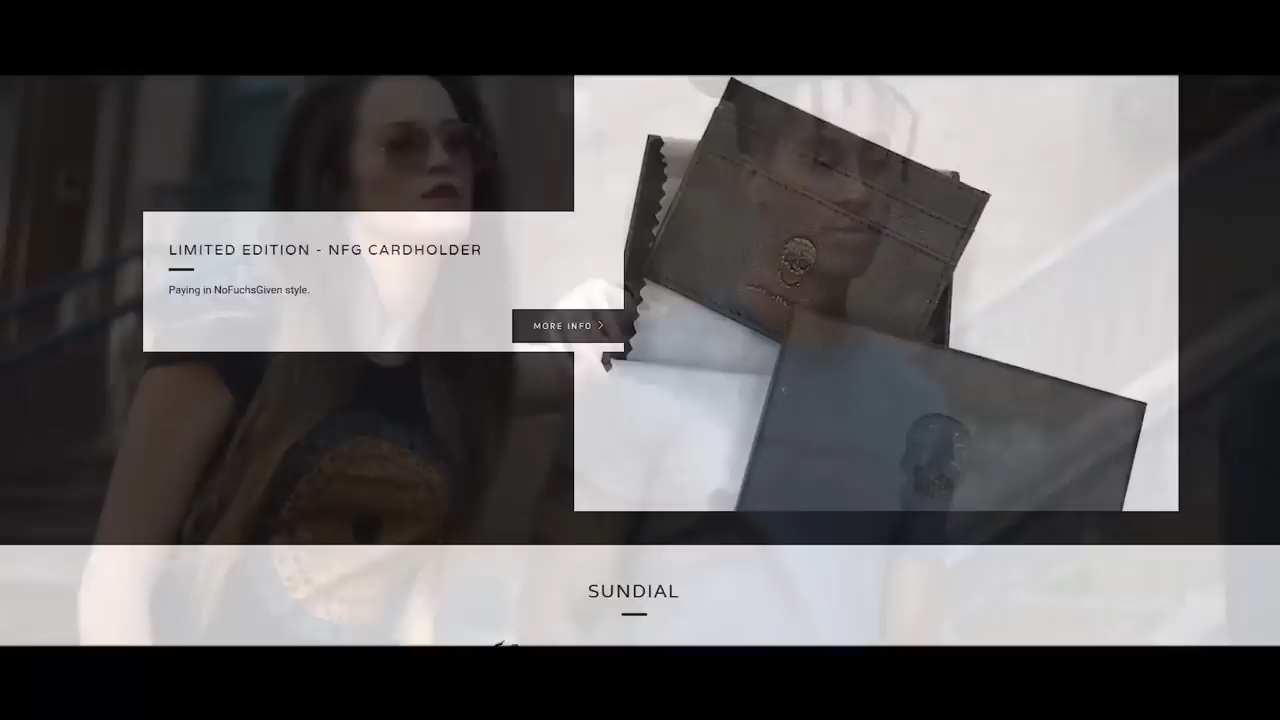 LIMITED EDITION - NFG CARDHOLDER
Paying in NoFuchsGiven style.
MORE INFO
SUNDIAL